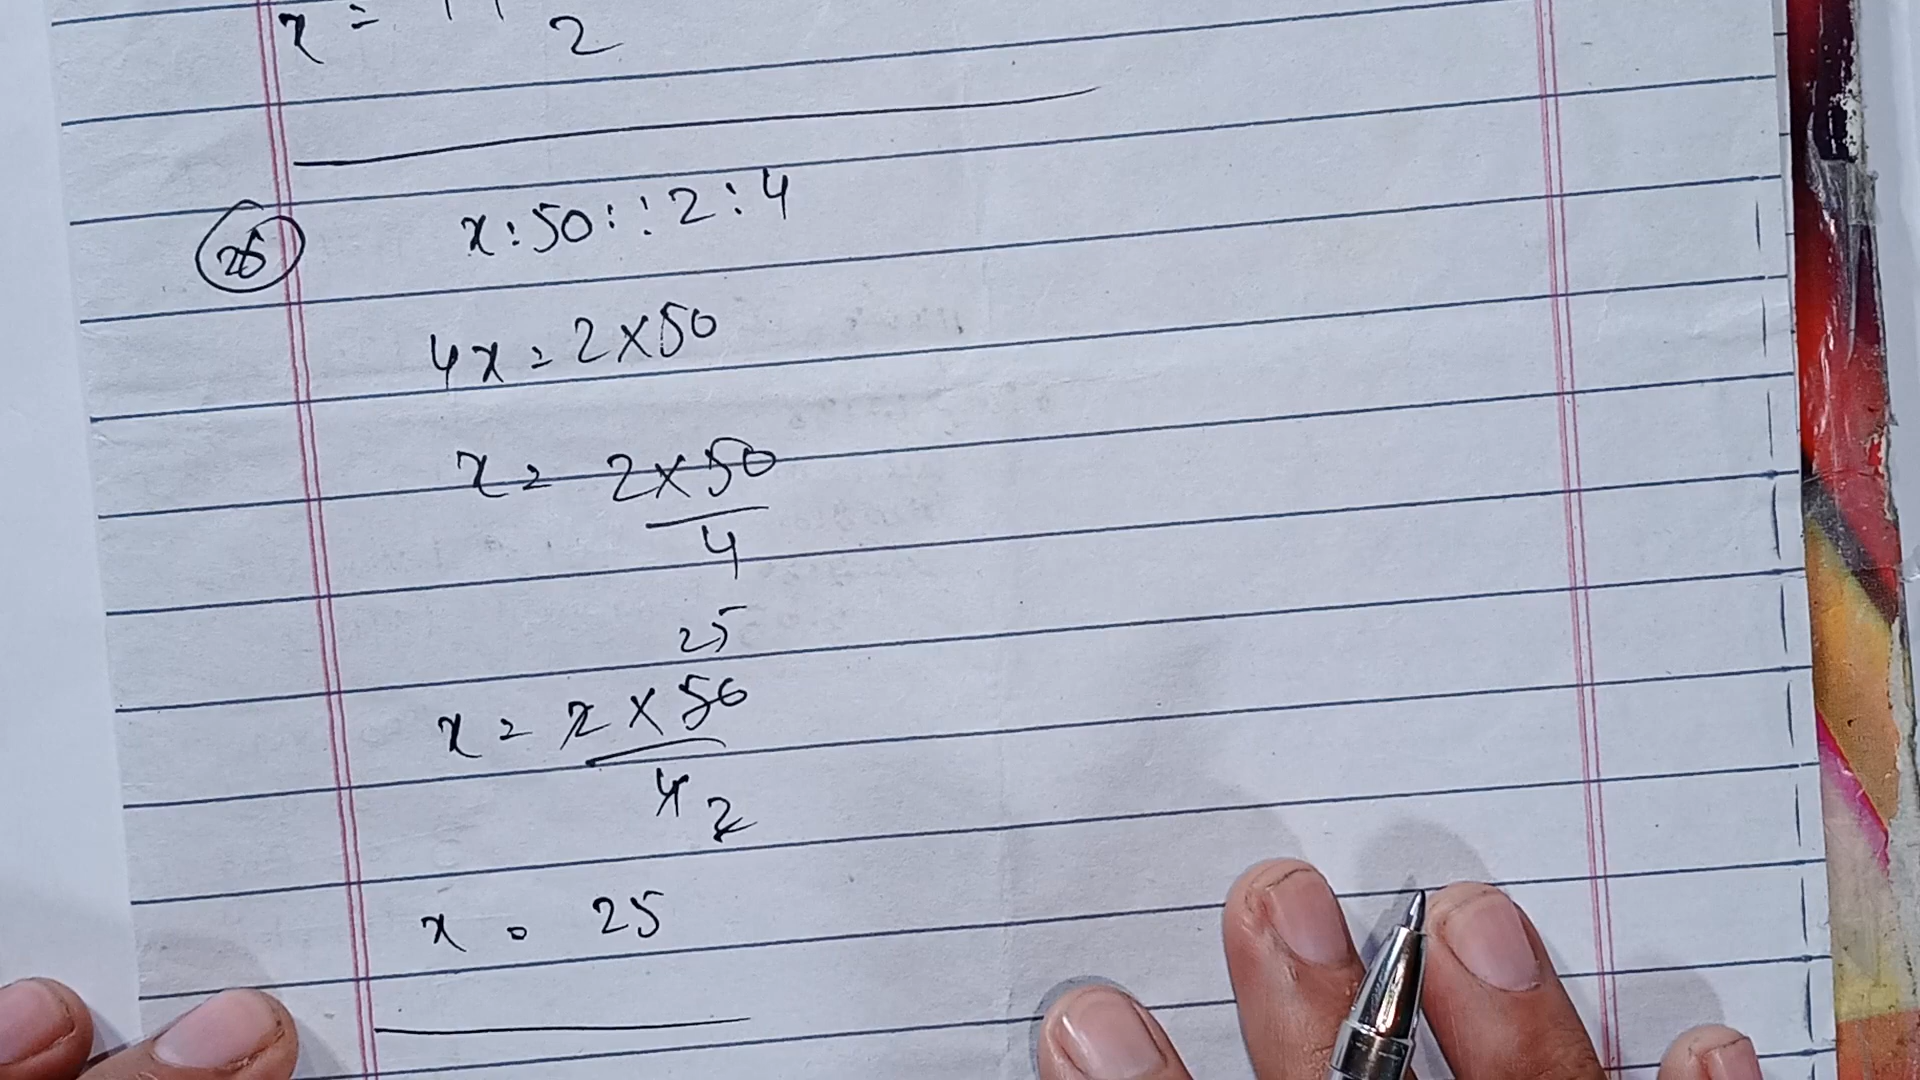 x =
2
26 x : 50 : : 2 : 4
4x = 2 × 50
x = 2 × 50
4
25
x = 2 × 50
4 2
x = 25